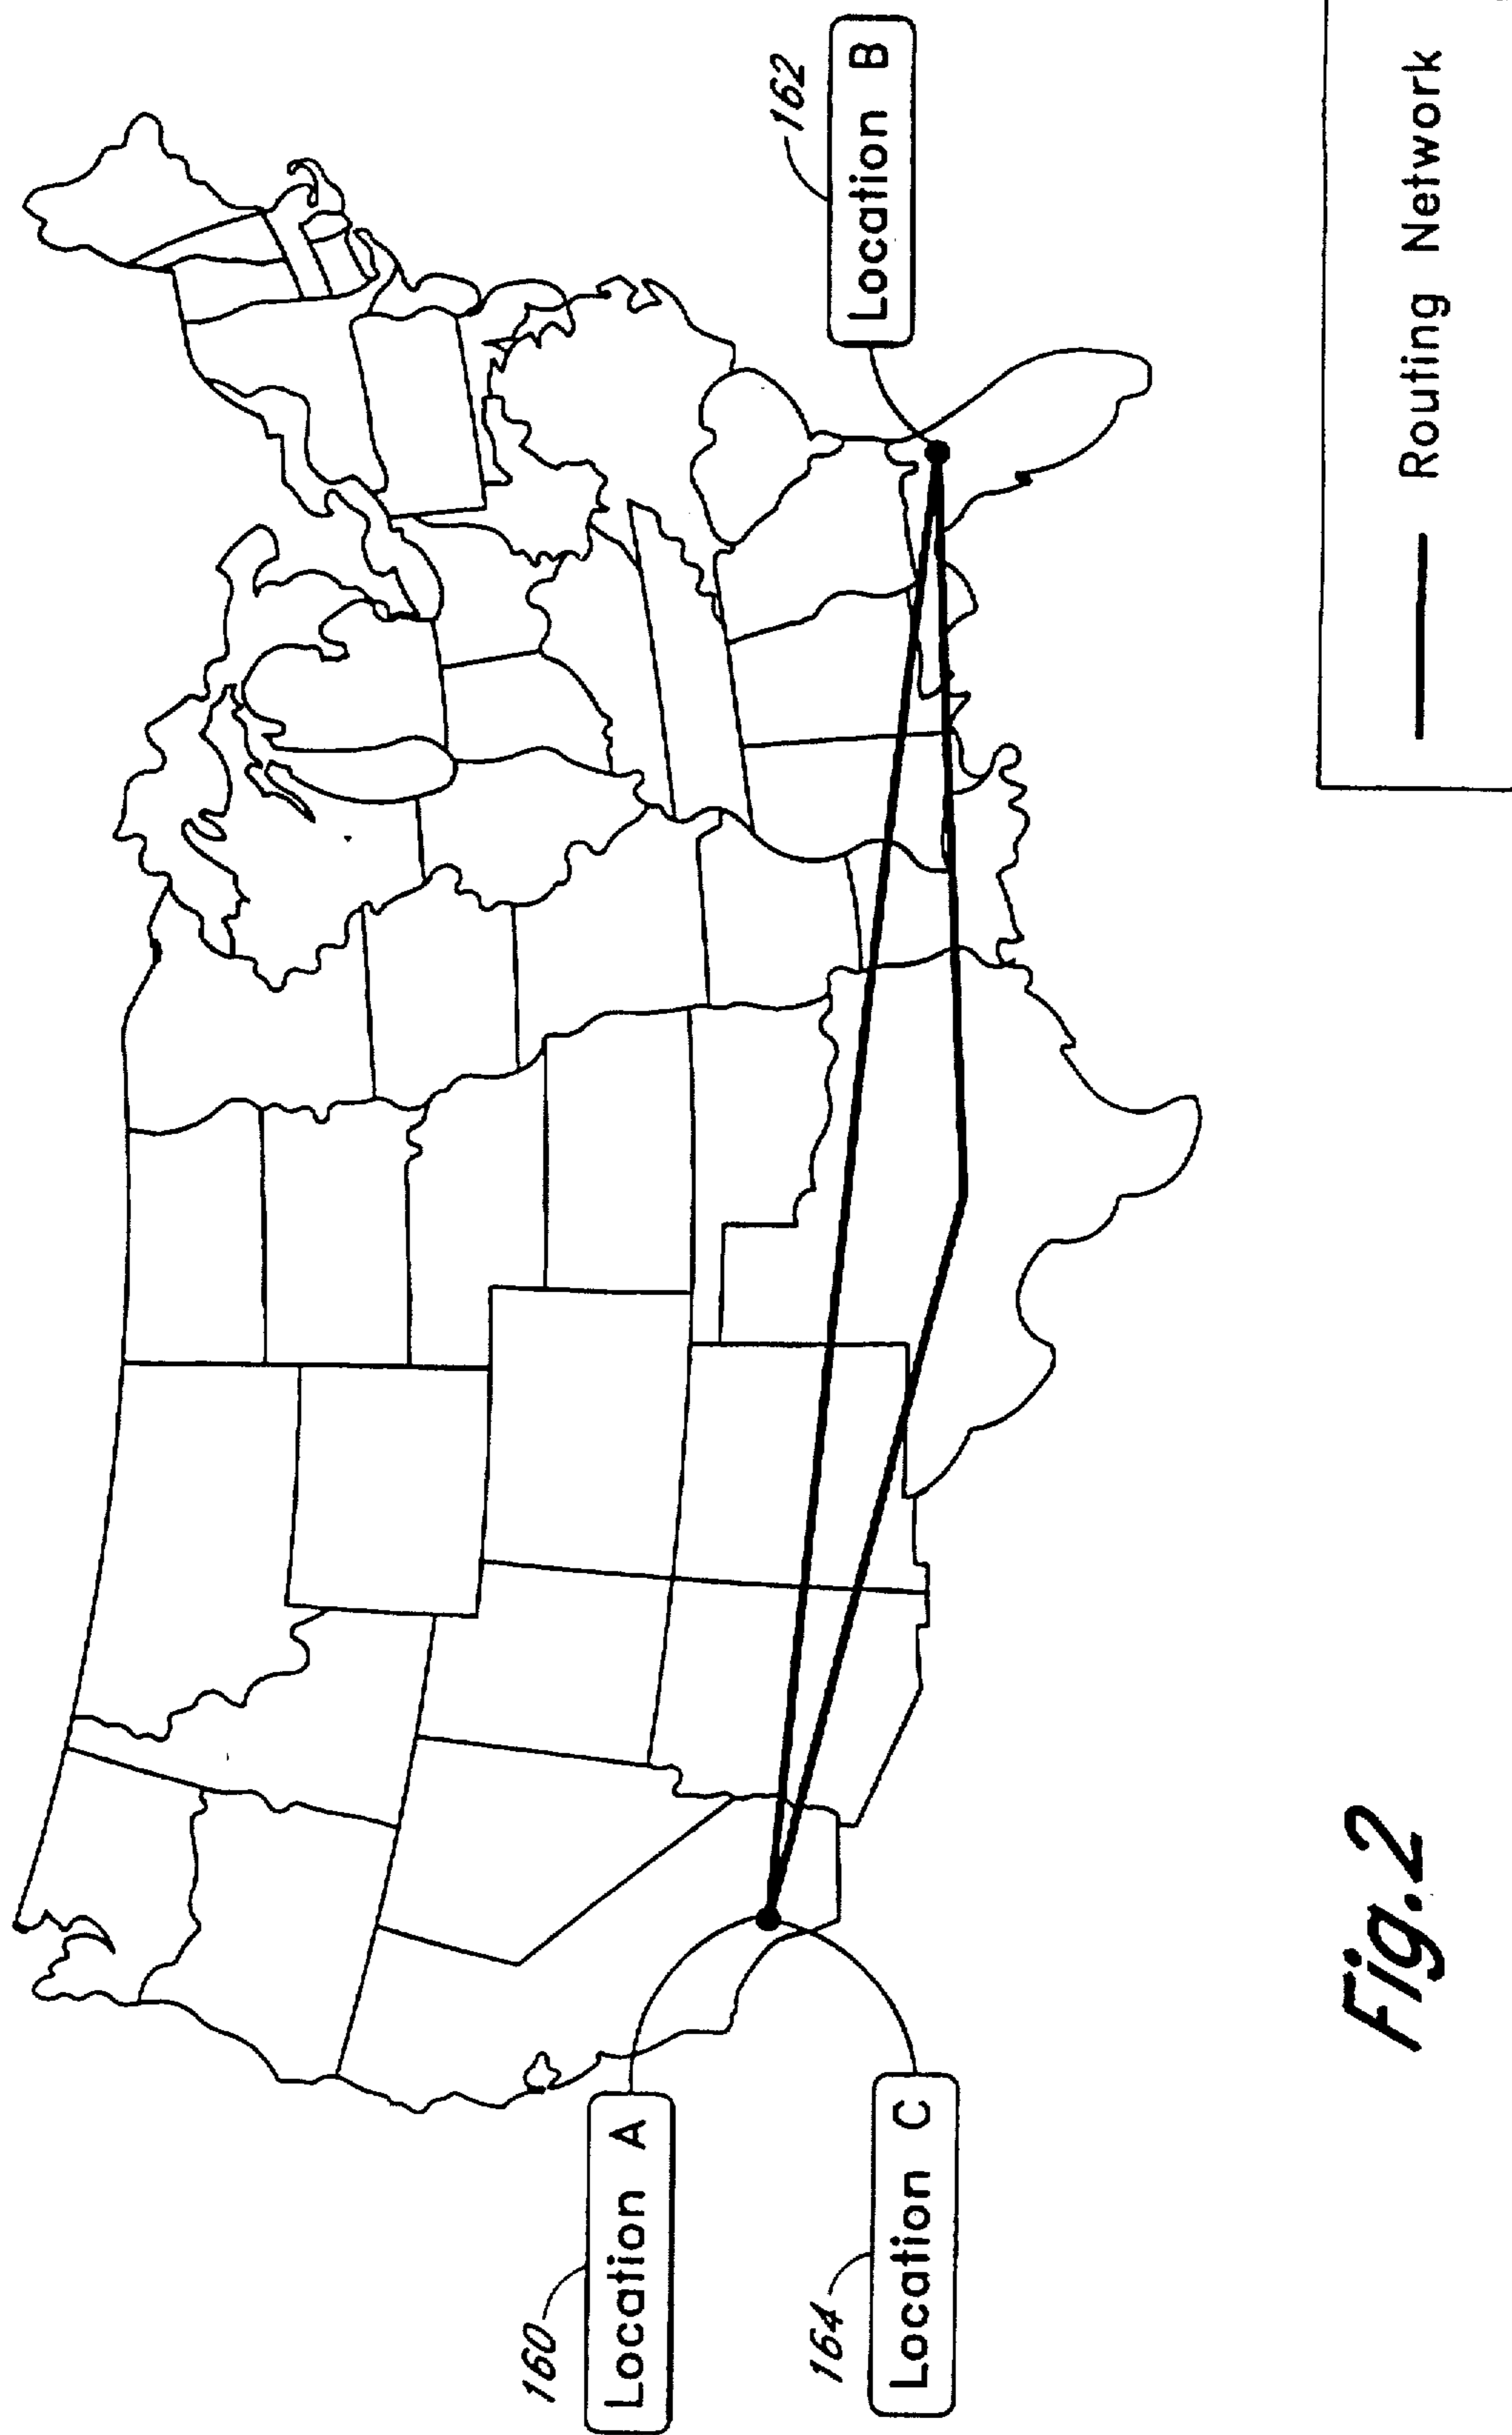 162
Location B
160
Location A
164
Location C
Routing Network
Fig.2